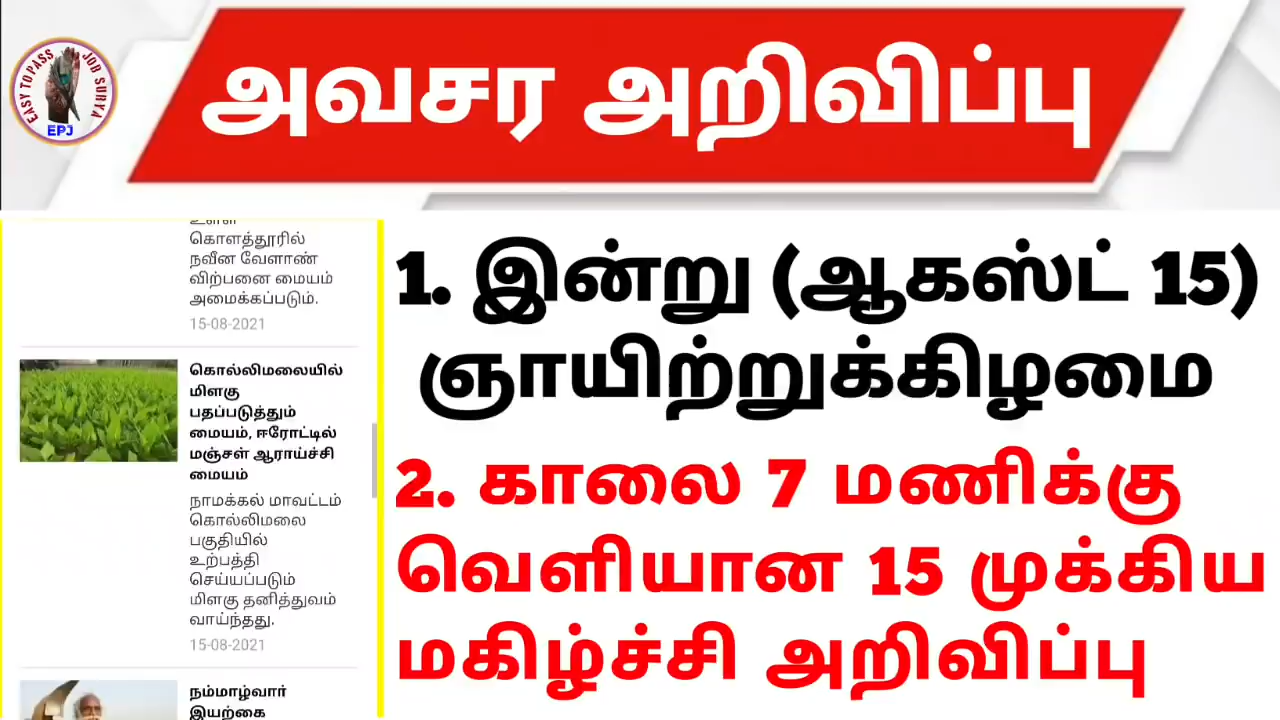 EASY TO PASS JOB SURYA
EPJ
அவசர அறிவிப்பு
உள்ள
கொளத்தூரில்
நவீன வேளாண்
விற்பனை மையம்
அமைக்கப்படும்.
15-08-2021
கொல்லிமலையில்
மிளகு
பதப்படுத்தும்
மையம், ஈரோட்டில்
மஞ்சள் ஆராய்ச்சி
மையம்
நாமக்கல் மாவட்டம்
கொல்லிமலை
பகுதியில்
உற்பத்தி
செய்யப்படும்
மிளகு தனித்துவம்
வாய்ந்தது.
15-08-2021
நம்மாழ்வார்
இயற்கை
1. இன்று (ஆகஸ்ட் 15)
ஞாயிற்றுக்கிழமை
2. காலை 7 மணிக்கு
வெளியான 15 முக்கிய
மகிழ்ச்சி அறிவிப்பு